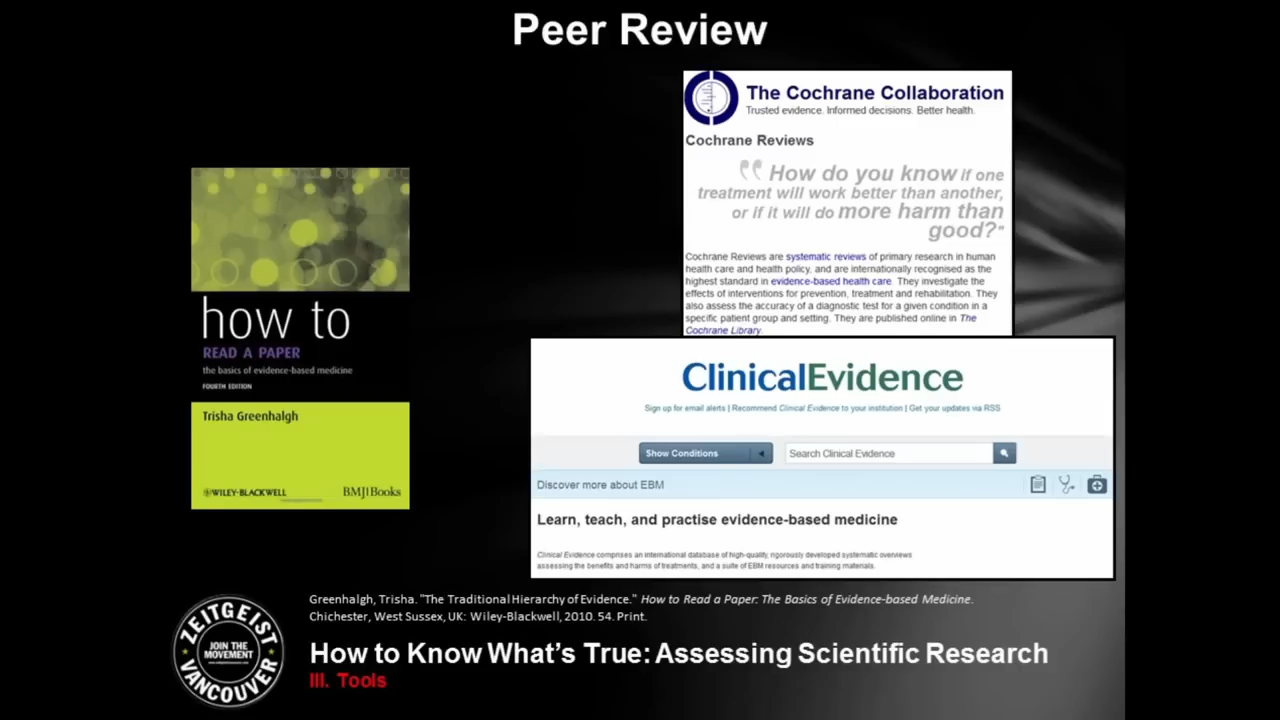 Peer Review
The Cochrane Collaboration
Trusted evidence. Informed decisions. Better health.
Cochrane Reviews
“ How do you know if one
treatment will work better than another,
or if it will do more harm than
good?"
Cochrane Reviews are systematic reviews of primary research in human
health care and health policy, and are internationally recognised as the
highest standard in evidence-based health care. They investigate the
effects of interventions for prevention, treatment and rehabilitation. They
also assess the accuracy of a diagnostic test for a given condition in a
specific patient group and setting. They are published online in The
Cochrane Library.
how to
READ A PAPER
the basics of evidence-based medicine
FOURTH EDITION
Trisha Greenhalgh
WILEY-BLACKWELL
BMJ|Books
ClinicalEvidence
Sign up for email alerts | Recommend Clinical Evidence to your institution | Get your updates via RSS
Show Conditions
Search Clinical Evidence
Discover more about EBM
Learn, teach, and practise evidence-based medicine
Clinical Evidence comprises an international database of high-quality, rigorously developed systematic overviews
assessing the benefits and harms of treatments, and a suite of EBM resources and training materials.
Greenhalgh, Trisha. "The Traditional Hierarchy of Evidence." How to Read a Paper: The Basics of Evidence-based Medicine.
Chichester, West Sussex, UK: Wiley-Blackwell, 2010. 54. Print.
ZEITGEIST
JOIN THE
MOVEMENT
VANCOUVER
How to Know What’s True: Assessing Scientific Research
III. Tools